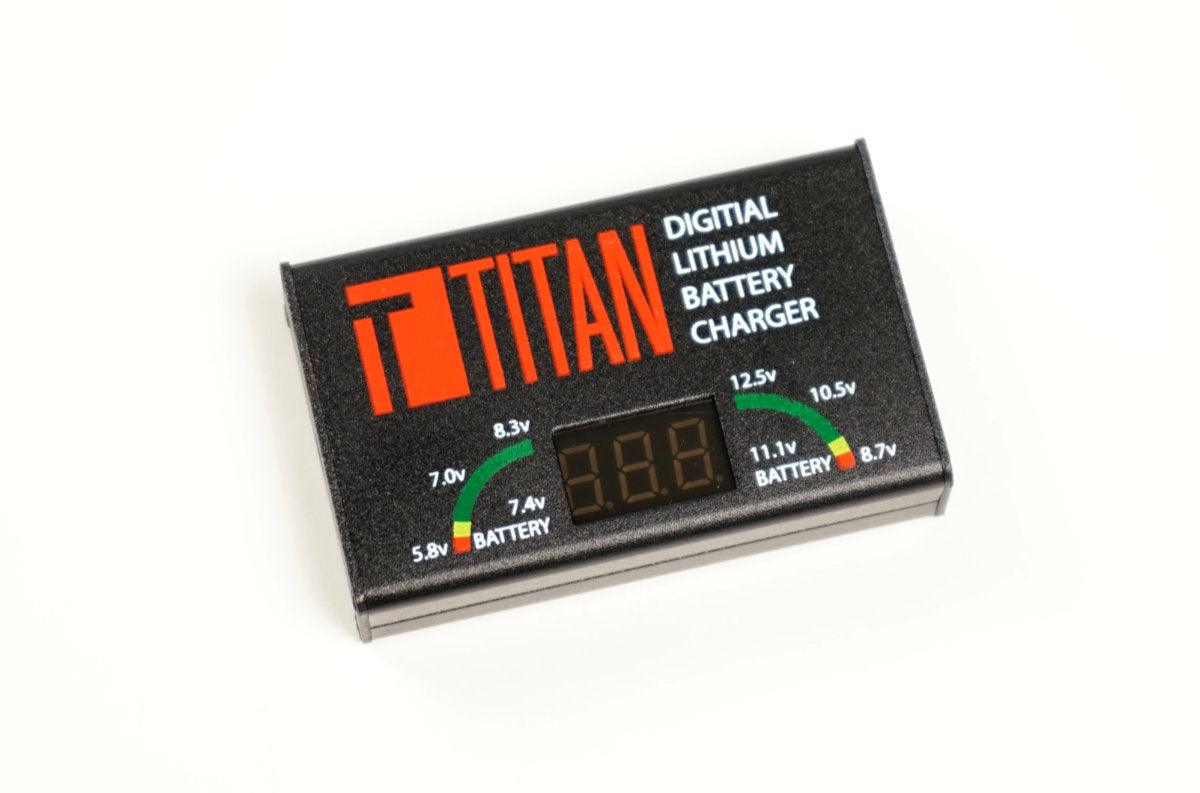 TITAN
DIGITIAL
LITHIUM
BATTERY
CHARGER
8.3v
7.0v
7.4v
BATTERY
5.8v
12.5v
10.5v
11.1v
BATTERY
8.7v